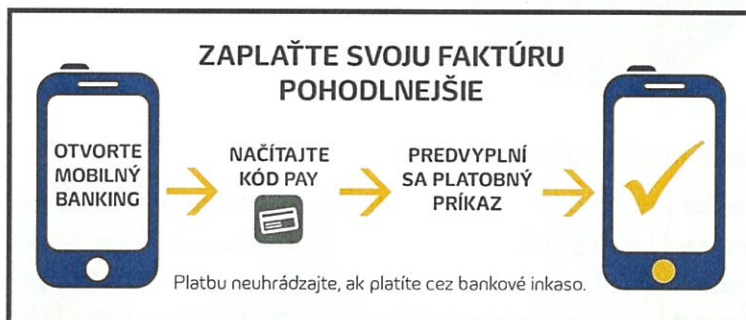 ZAPLAŤTE SVOJU FAKTÚRU
POHODLNEJŠIE
OTVORTE
MOBILNÝ
BANKING
NAČÍTAJTE
KÓD PAY
PREDVYPLNÍ
SA PLATOBNÝ
PRÍKAZ
Platbu neuhrádzajte, ak platíte cez bankové inkaso.